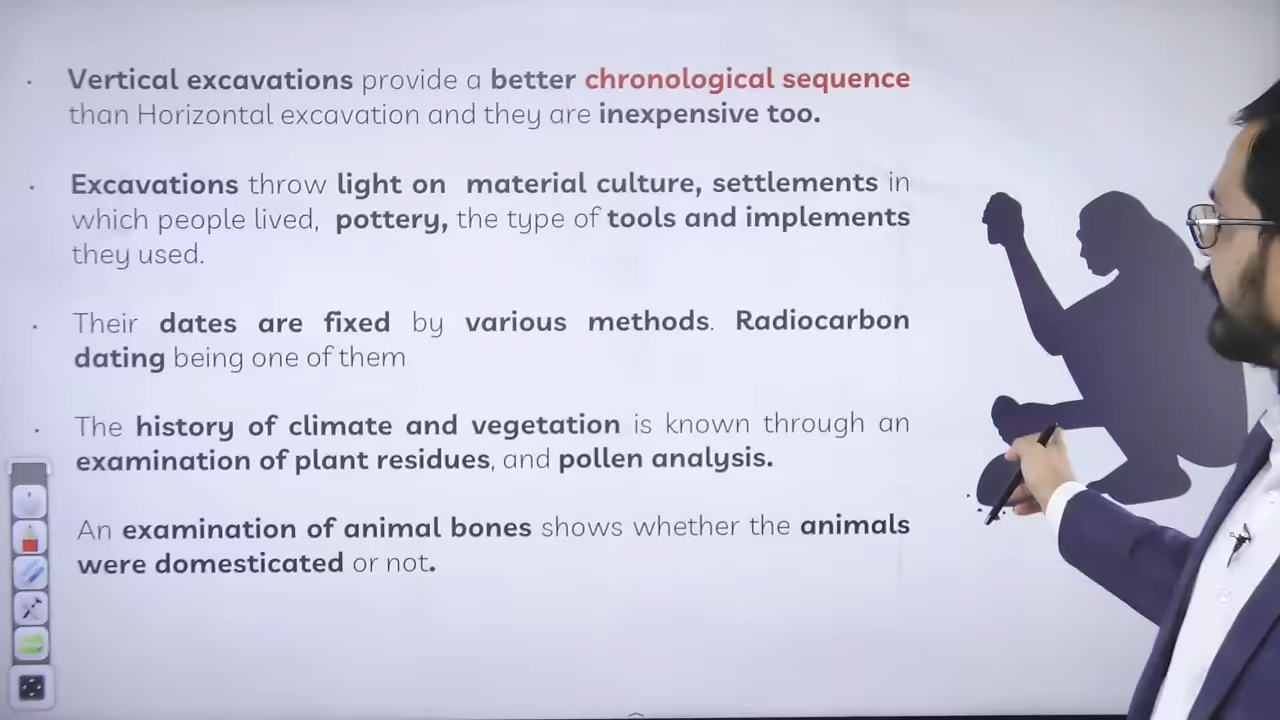 · Vertical excavations provide a better chronological sequence
than Horizontal excavation and they are inexpensive too.
· Excavations throw light on material culture, settlements in
which people lived, pottery, the type of tools and implements
they used.
· Their dates are fixed by various methods. Radiocarbon
dating being one of them
· The history of climate and vegetation is known through an
examination of plant residues, and pollen analysis.
An examination of animal bones shows whether the animals
were domesticated or not.